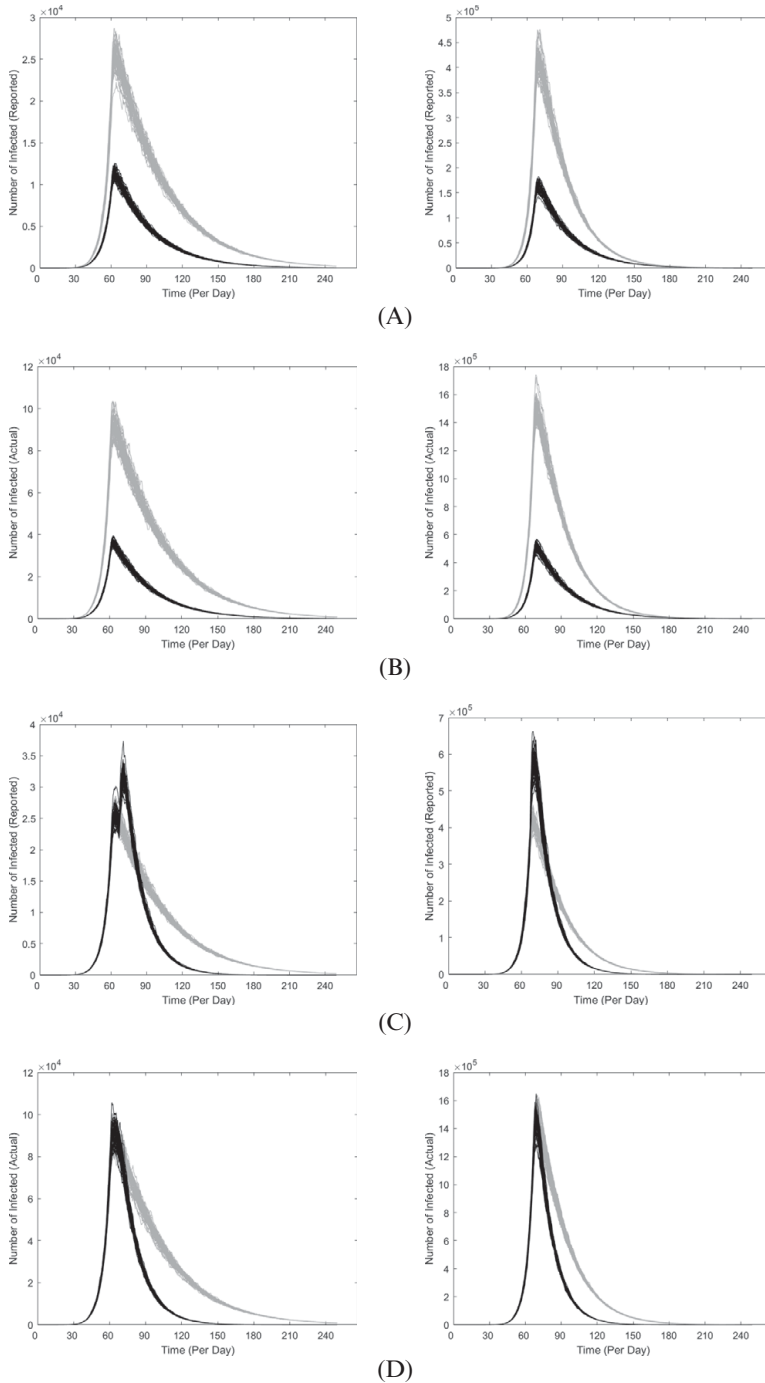 ×10⁴
Number of Infected (Reported)
3
2.5
2
1.5
1
0.5
0
0 30 60 90 120 150 180 210 240
Time (Per Day)
×10⁵
Number of Infected (Reported)
5
4.5
4
3.5
3
2.5
2
1.5
1
0.5
0
0 30 60 90 120 150 180 210 240
Time (Per Day)
(A)
×10⁴
Number of Infected (Actual)
12
10
8
6
4
2
0
0 30 60 90 120 150 180 210 240
Time (Per Day)
×10⁵
Number of Infected (Actual)
18
16
14
12
10
8
6
4
2
0
0 30 60 90 120 150 180 210 240
Time (Per Day)
(B)
×10⁴
Number of Infected (Reported)
4
3.5
3
2.5
2
1.5
1
0.5
0
0 30 60 90 120 150 180 210 240
Time (Per Day)
×10⁵
Number of Infected (Reported)
7
6
5
4
3
2
1
0
0 30 60 90 120 150 180 210 240
Time (Per Day)
(C)
×10⁴
Number of Infected (Actual)
12
10
8
6
4
2
0
0 30 60 90 120 150 180 210 240
Time (Per Day)
×10⁵
Number of Infected (Actual)
18
16
14
12
10
8
6
4
2
0
0 30 60 90 120 150 180 210 240
Time (Per Day)
(D)